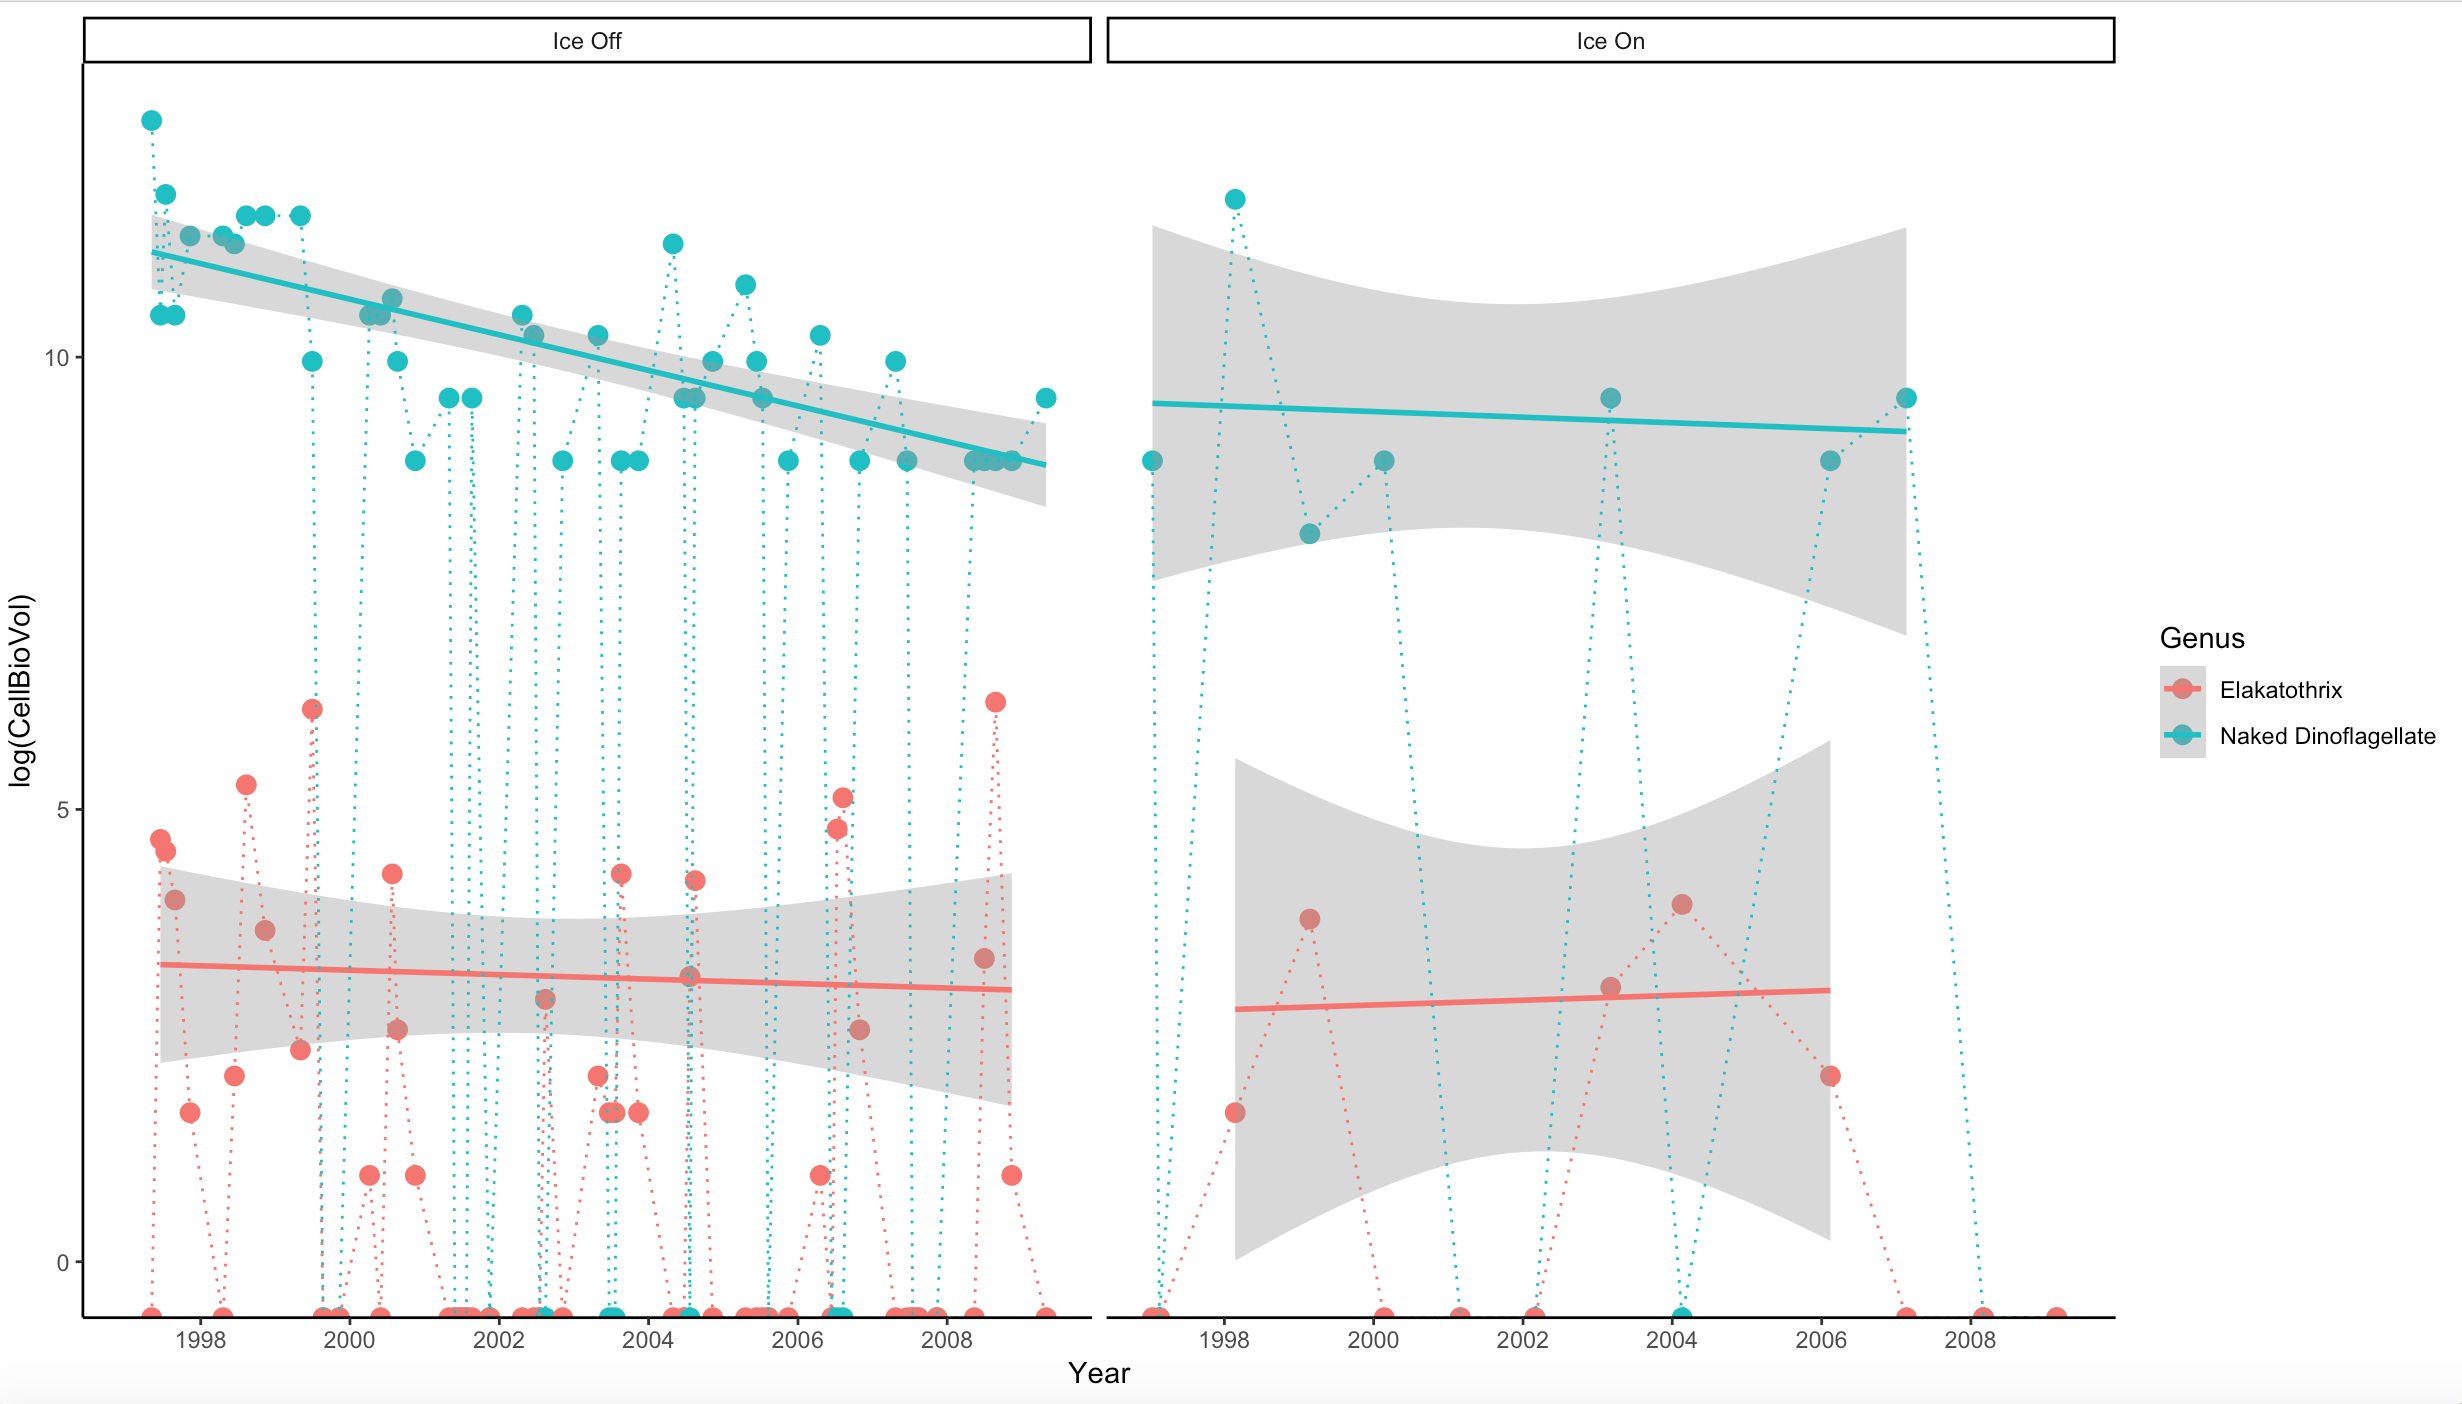 Ice Off
Ice On
10
5
0
log(CellBioVol)
1998 2000 2002 2004 2006 2008
1998 2000 2002 2004 2006 2008
Year
Genus
Elakatothrix
Naked Dinoflagellate